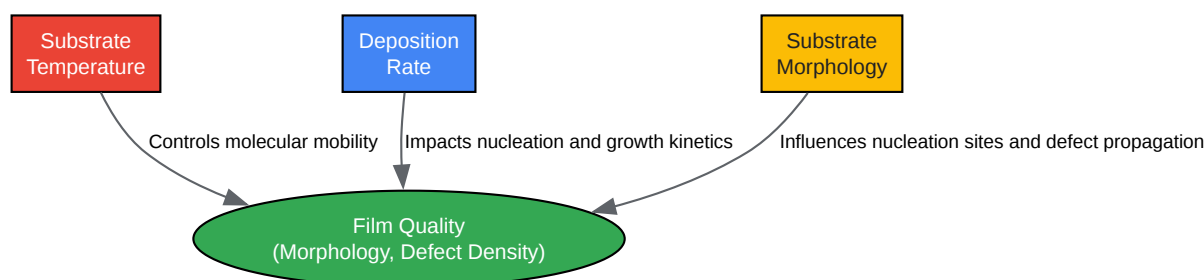 Substrate
Temperature
Deposition
Rate
Substrate
Morphology
Controls molecular mobility
Impacts nucleation and growth kinetics
Influences nucleation sites and defect propagation
Film Quality
(Morphology, Defect Density)